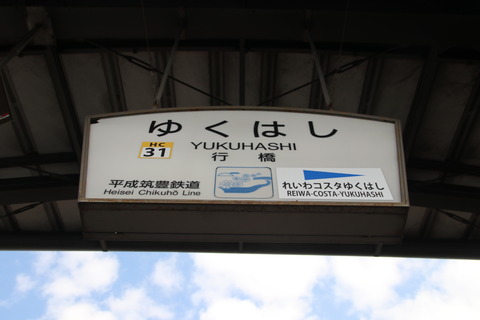 ゆくはし
HC
31
YUKUHASHI
行橋
平成筑豊鉄道
Heisei Chikuhō Line
れいわコスタゆくはし
REIWA-COSTA-YUKUHASHI